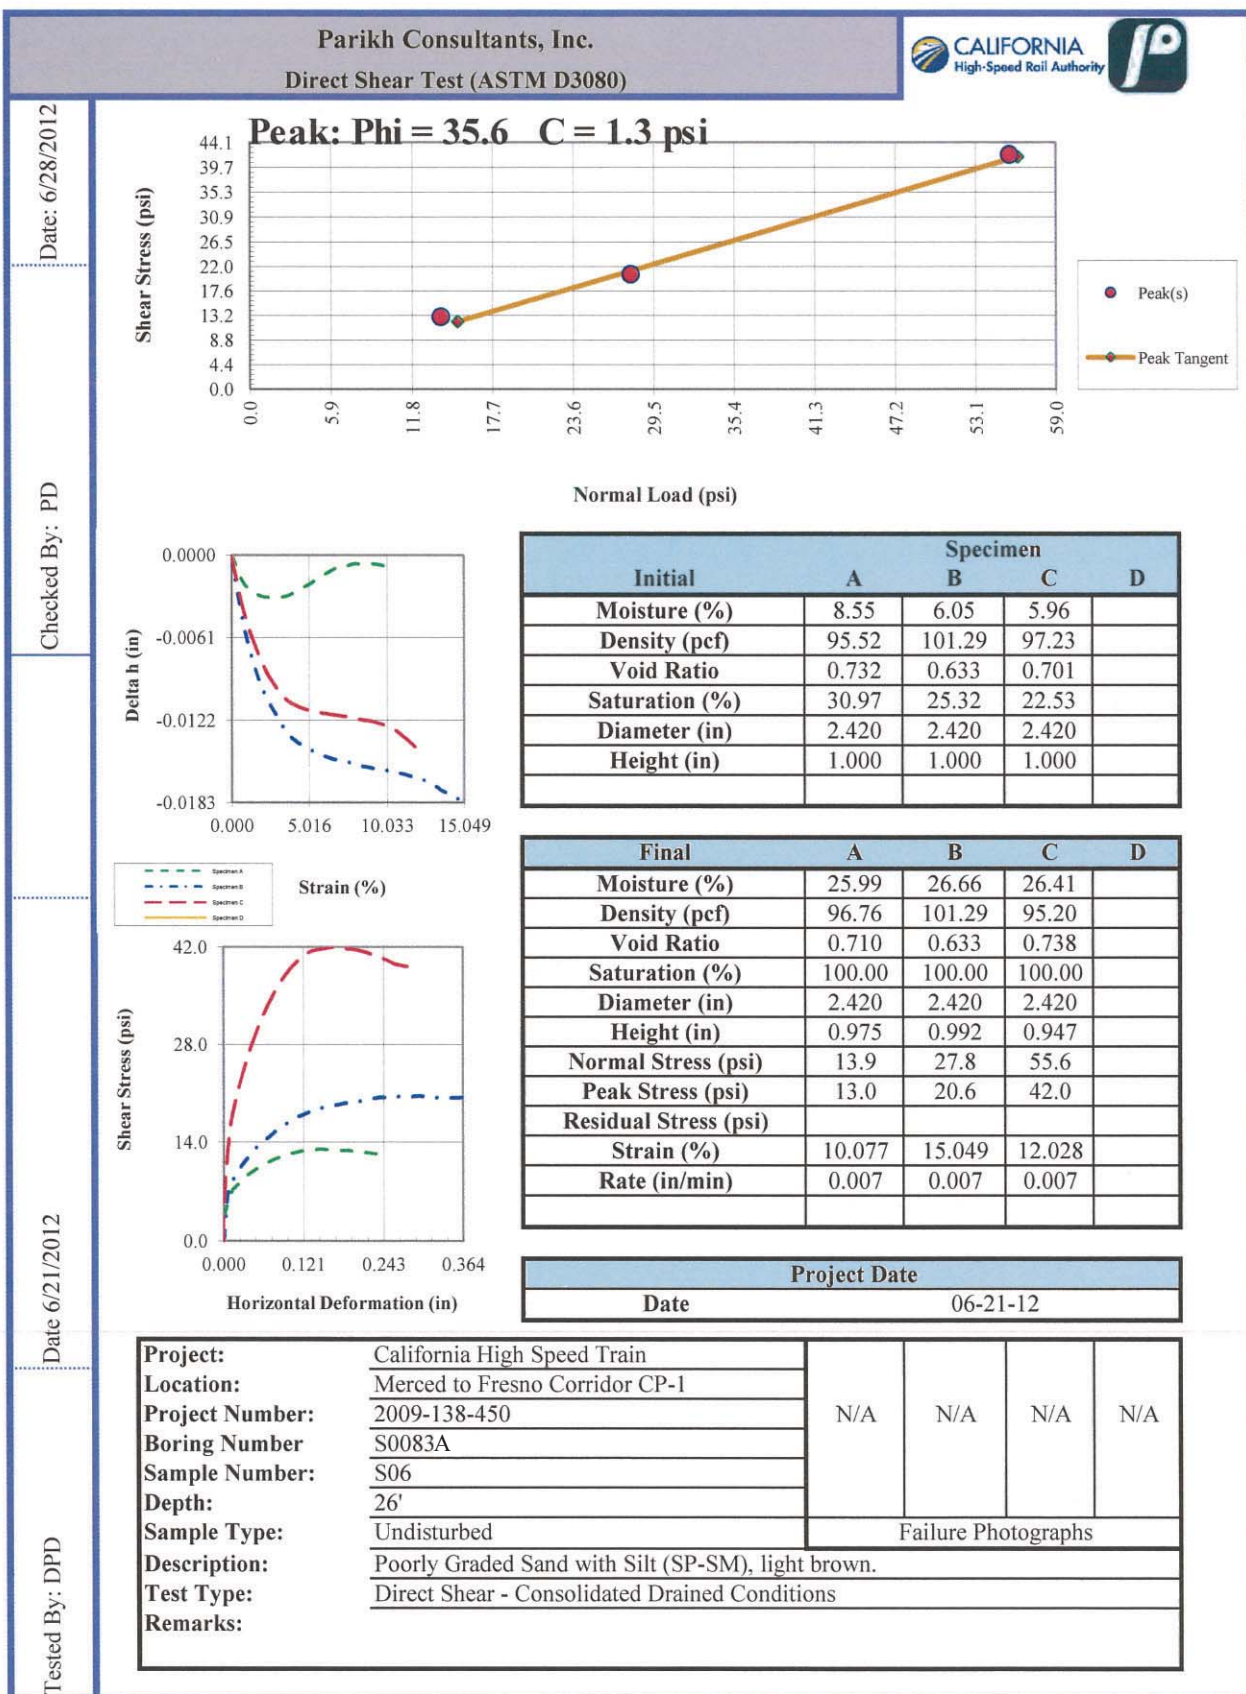 Parikh Consultants, Inc.
Direct Shear Test (ASTM D3080)
CALIFORNIA
High-Speed Rail Authority
Date: 6/28/2012
Checked By: PD
Date 6/21/2012
Tested By: DPD
Peak: Phi = 35.6 C = 1.3 psi
Shear Stress (psi)
44.1
39.7
35.3
30.9
26.5
22.0
17.6
13.2
8.8
4.4
0.0
0.0 5.9 11.8 17.7 23.6 29.5 35.4 41.3 47.2 53.1 59.0
Normal Load (psi)
Peak(s)
Peak Tangent
Delta h (in)
0.0000
-0.0061
-0.0122
-0.0183
0.000 5.016 10.033 15.049
Strain (%)
Specimen A
Specimen B
Specimen C
Specimen D
Shear Stress (psi)
42.0
28.0
14.0
0.0
0.000 0.121 0.243 0.364
Horizontal Deformation (in)
Specimen
Initial A B C D
Moisture (%) 8.55 6.05 5.96
Density (pcf) 95.52 101.29 97.23
Void Ratio 0.732 0.633 0.701
Saturation (%) 30.97 25.32 22.53
Diameter (in) 2.420 2.420 2.420
Height (in) 1.000 1.000 1.000
Final A B C D
Moisture (%) 25.99 26.66 26.41
Density (pcf) 96.76 101.29 95.20
Void Ratio 0.710 0.633 0.738
Saturation (%) 100.00 100.00 100.00
Diameter (in) 2.420 2.420 2.420
Height (in) 0.975 0.992 0.947
Normal Stress (psi) 13.9 27.8 55.6
Peak Stress (psi) 13.0 20.6 42.0
Residual Stress (psi)
Strain (%) 10.077 15.049 12.028
Rate (in/min) 0.007 0.007 0.007
Project Date
Date 06-21-12
Project: California High Speed Train
Location: Merced to Fresno Corridor CP-1
Project Number: 2009-138-450
Boring Number S0083A
Sample Number: S06
Depth: 26'
Sample Type: Undisturbed
Description: Poorly Graded Sand with Silt (SP-SM), light brown.
Test Type: Direct Shear - Consolidated Drained Conditions
Remarks:
N/A N/A N/A N/A
Failure Photographs